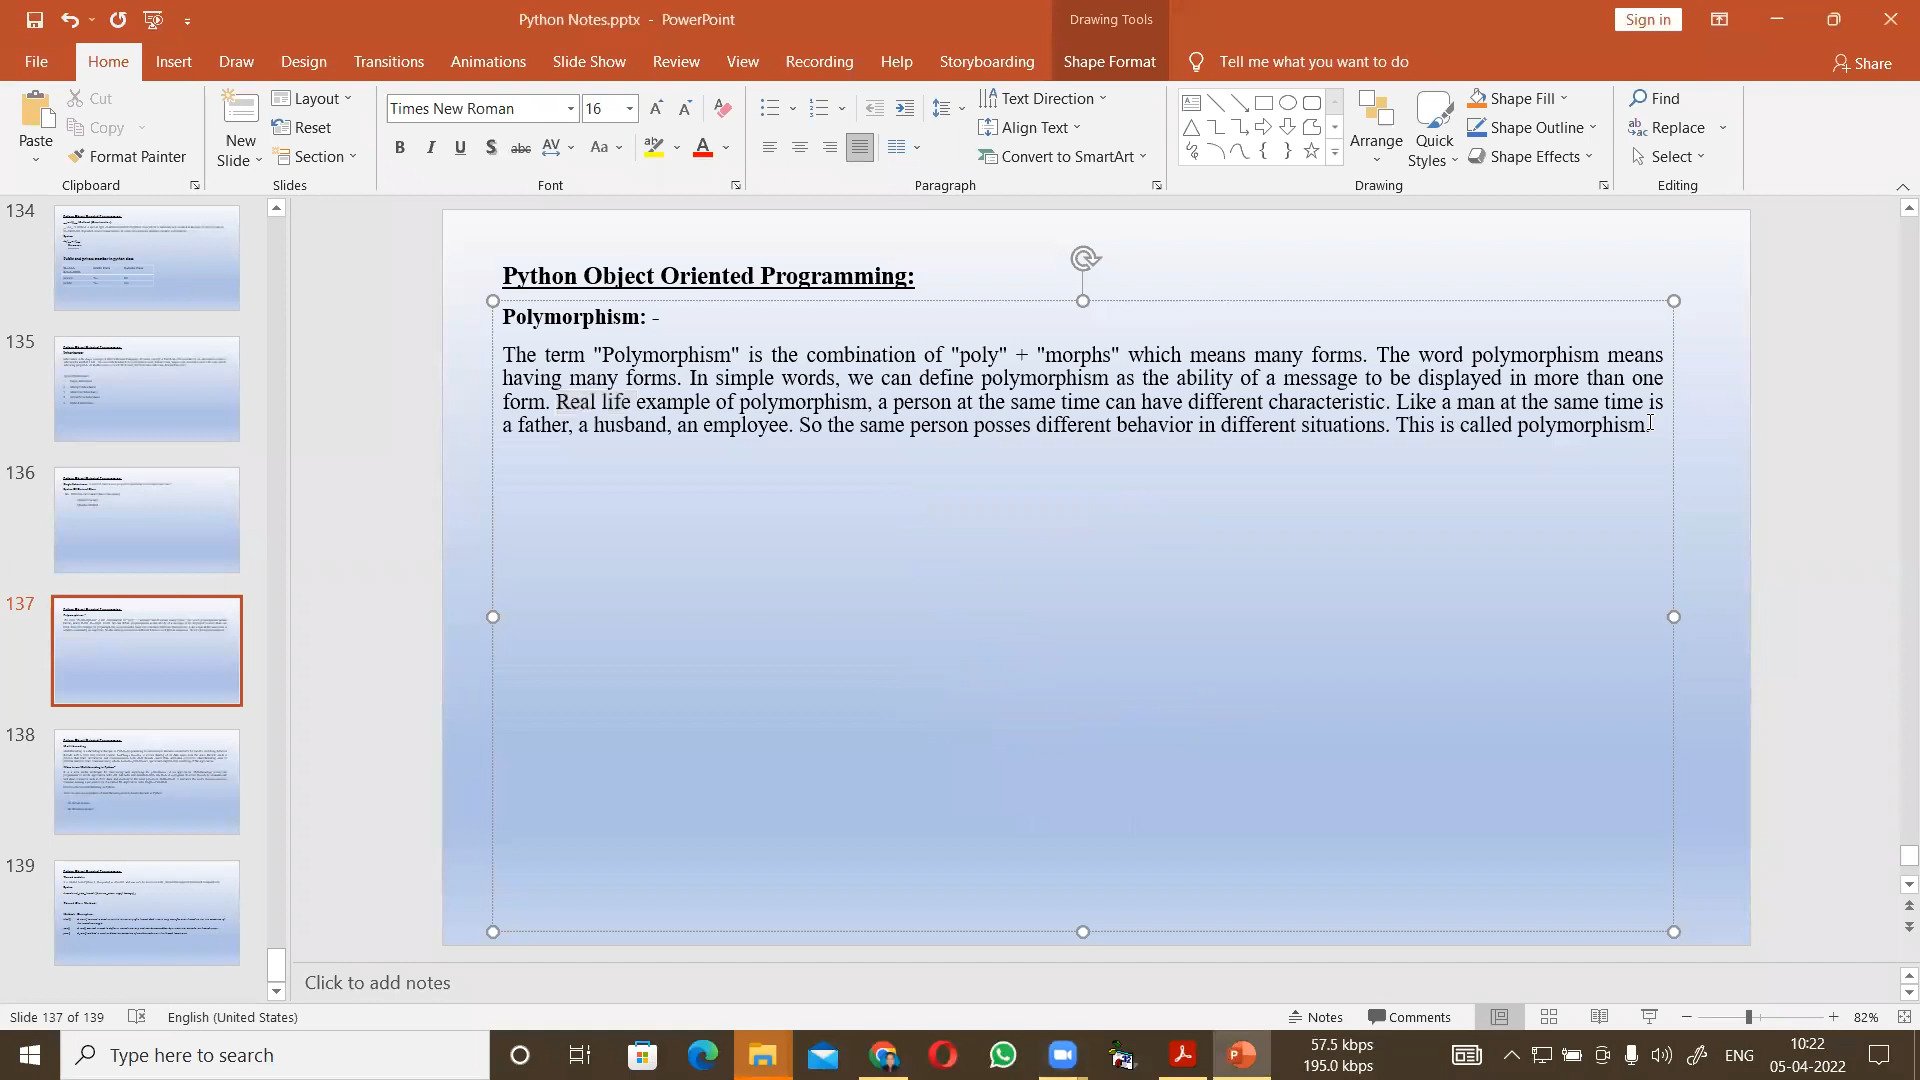 Python Notes.pptx - PowerPoint
Drawing Tools
Sign in
File Home Insert Draw Design Transitions Animations Slide Show Review View Recording Help Storyboarding Shape Format Tell me what you want to do Share
Paste
Cut
Copy
Format Painter
Clipboard
New Slide
Layout
Reset
Section
Slides
Times New Roman 16
Font
Text Direction
Align Text
Convert to SmartArt
Paragraph
Arrange
Quick Styles
Shape Fill
Shape Outline
Shape Effects
Drawing
Find
Replace
Select
Editing
134
135
136
137
138
139
Python Object Oriented Programming:
Polymorphism: -
The term "Polymorphism" is the combination of "poly" + "morphs" which means many forms. The word polymorphism means
having many forms. In simple words, we can define polymorphism as the ability of a message to be displayed in more than one
form. Real life example of polymorphism, a person at the same time can have different characteristic. Like a man at the same time is
a father, a husband, an employee. So the same person posses different behavior in different situations. This is called polymorphism.
Click to add notes
Slide 137 of 139 English (United States) Notes Comments 82%
Type here to search
57.5 kbps
195.0 kbps
ENG
10:22
05-04-2022